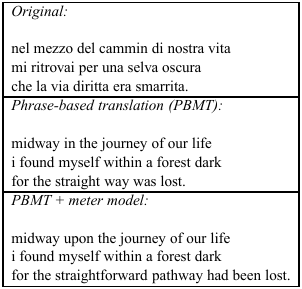 Original:
nel mezzo del cammin di nostra vita
mi ritrovai per una selva oscura
che la via diritta era smarrita.
Phrase-based translation (PBMT):
midway in the journey of our life
i found myself within a forest dark
for the straight way was lost.
PBMT + meter model:
midway upon the journey of our life
i found myself within a forest dark
for the straightforward pathway had been lost.